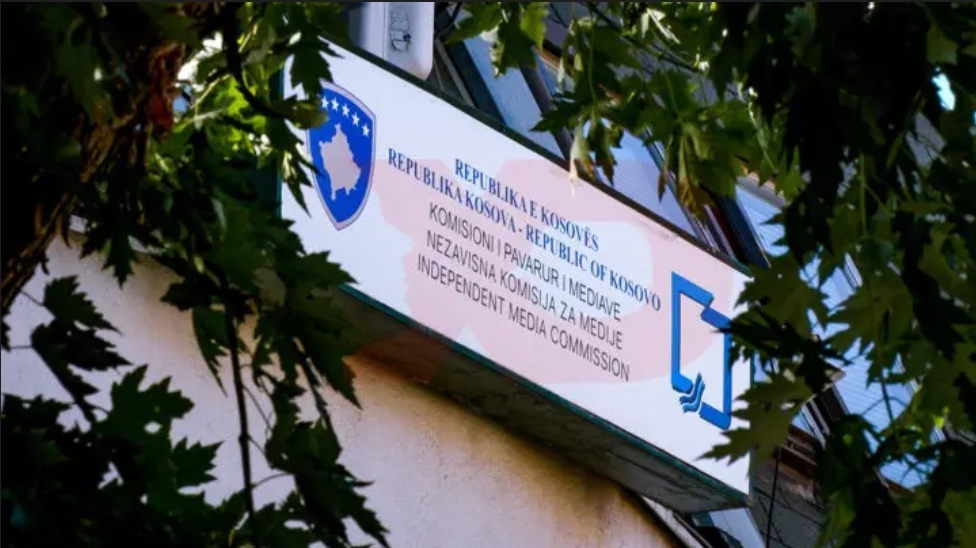 REPUBLIKA E KOSOVËS
REPUBLIKA KOSOVA - REPUBLIC OF KOSOVO
KOMISIONI I PAVARUR I MEDIAVE
NEZAVISNA KOMISIJA ZA MEDIJE
INDEPENDENT MEDIA COMMISSION